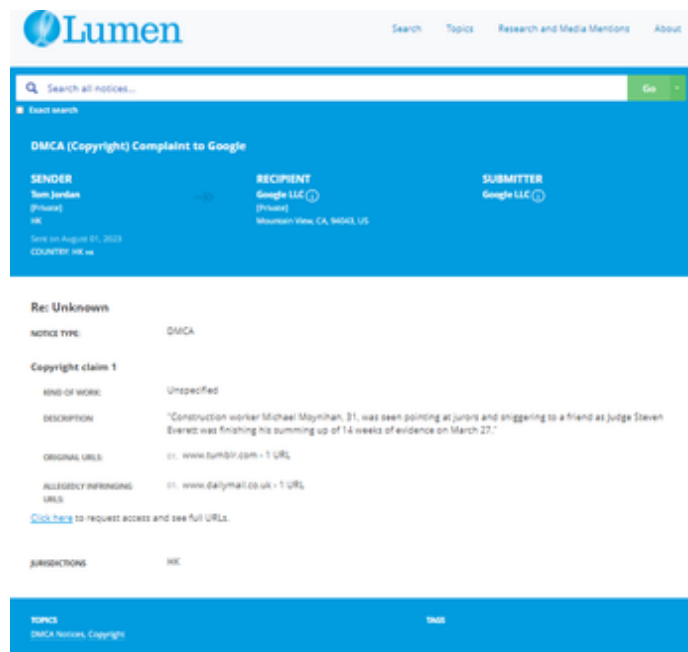 Lumen
Search Topics Research and Media Mentions About
Search all notices...
Go
Exact search
DMCA (Copyright) Complaint to Google
SENDER
Tom Jordan
[Private]
HK
Sent on August 01, 2023
COUNTRY: HK
RECIPIENT
Google LLC
[Private]
Mountain View, CA, 94043, US
SUBMITTER
Google LLC
Re: Unknown
NOTICE TYPE: DMCA
Copyright claim 1
KIND OF WORK: Unspecified
DESCRIPTION "Construction worker Michael Moynihan, 31, was seen pointing at jurors and sniggering to a friend as Judge Steven
Everett was finishing his summing up of 14 weeks of evidence on March 27."
ORIGINAL URLS: 01. www.tumblr.com - 1 URL
ALLEGEDLY INFRINGING
URLS: 01. www.dailymail.co.uk - 1 URL
Click here to request access and see full URLs.
JURISDICTIONS HK
TOPICS
DMCA Notices, Copyright
TAGS